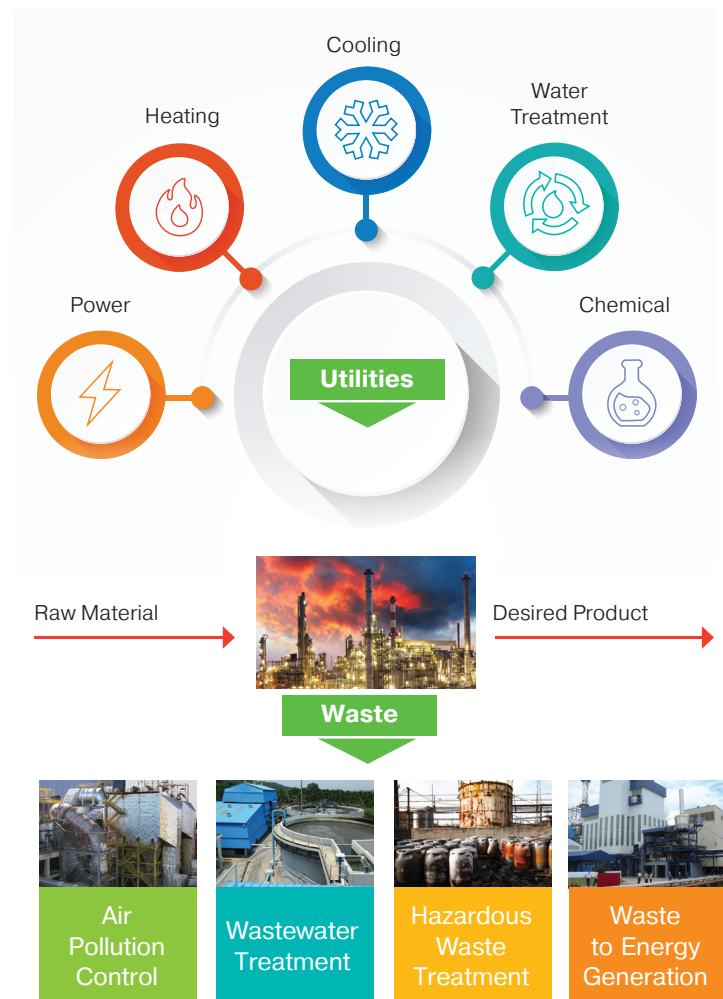 Cooling
Heating
Water
Treatment
Power
Chemical
Utilities
Raw Material
Desired Product
Waste
Air
Pollution
Control
Wastewater
Treatment
Hazardous
Waste
Treatment
Waste
to Energy
Generation